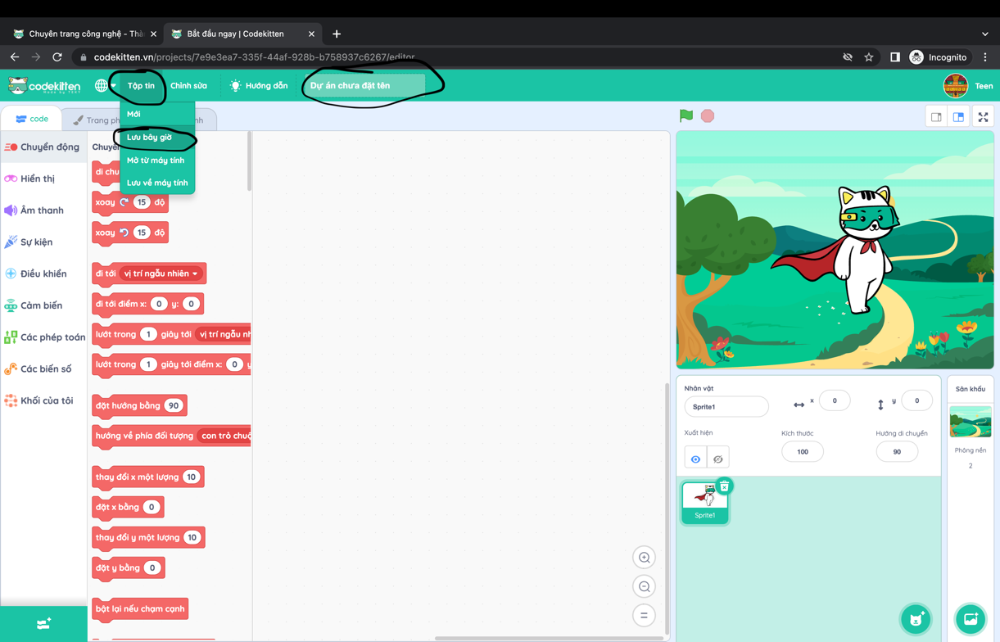 Chuyên trang công nghệ - Thà
Bắt đầu ngay | Codekitten
codekitten.vn/projects/7e9e3ea7-335f-44af-928b-b758937c6267/editor
Incognito
codekitten
Made by TEKY
Tập tin
Chỉnh sửa
Hướng dẫn
Dự án chưa đặt tên
Teen
Mới
Lưu bây giờ
Mở từ máy tính
Lưu về máy tính
code
Trang ph
nh
Chuyển động
Hiển thị
Âm thanh
Sự kiện
Điều khiển
Cảm biến
Các phép toán
Các biến số
Khối của tôi
Chuyể
di chu
xoay 15 độ
xoay 15 độ
đi tới vị trí ngẫu nhiên
đi tới điểm x: 0 y: 0
lướt trong 1 giây tới vị trí ngẫu nh
lướt trong 1 giây tới điểm x: 0 y
đặt hướng bằng 90
hướng về phía đối tượng con trỏ chuộ
thay đổi x một lượng 10
đặt x bằng 0
thay đổi y một lượng 10
đặt y bằng 0
bật lại nếu chạm cạnh
Nhân vật
Sprite1
x 0
y 0
Xuất hiện
Kích thước
100
Hướng di chuyển
90
Sprite1
Sân khấu
Phông nền
2